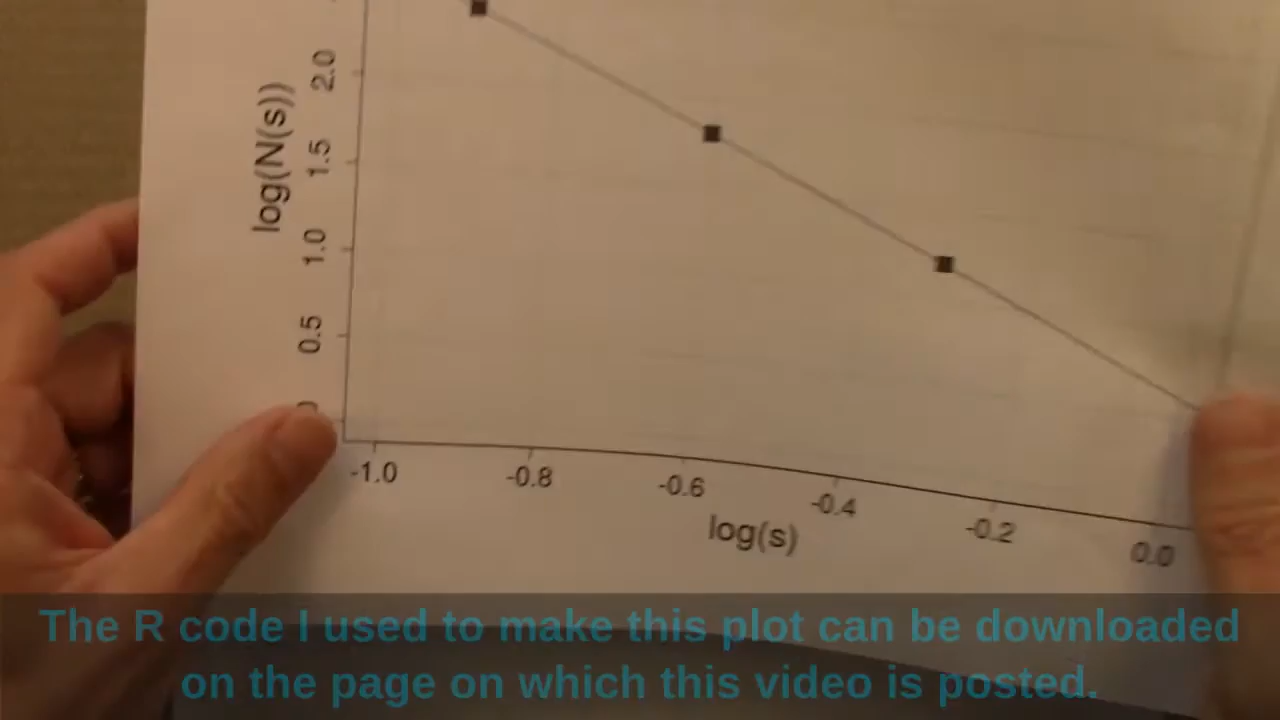 2.0
log(N(s))
1.5
1.0
0.5
-1.0
-0.8
-0.6
-0.4
-0.2
0.0
log(s)
The R code I used to make this plot can be downloaded
on the page on which this video is posted.